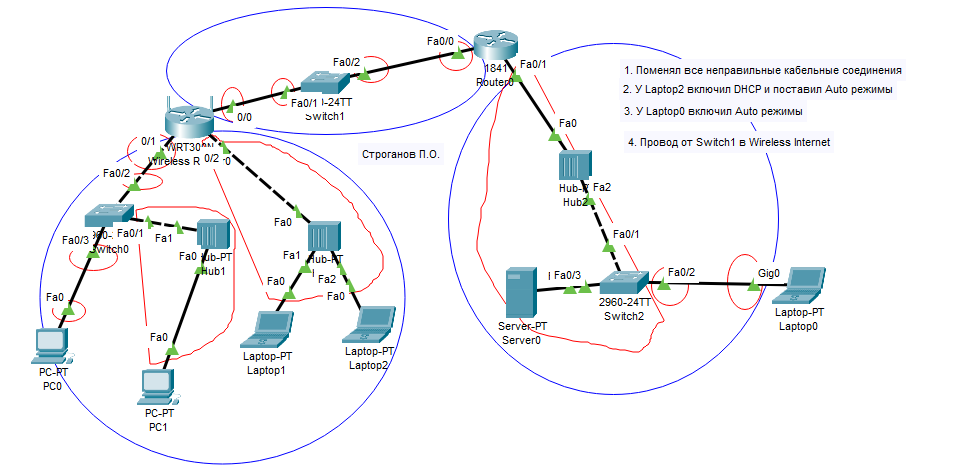 Fa0/0
1841
Router0
Fa0/1
Fa0/2
Fa0/1
-24TT
Switch1
0/0
1. Поменял все неправильные кабельные соединения
2. У Laptop2 включил DHCP и поставил Auto режимы
3. У Laptop0 включил Auto режимы
4. Провод от Switch1 в Wireless Internet
Строганов П.О.
WRT300N
Wireless R
0
0/1
0/2
Fa0/2
Fa0/1
Switch0
Fa0/3
Fa1
Fa0
Hub-PT
Hub1
Fa0
PC-PT
PC0
Fa0
PC-PT
PC1
Fa0
Hub-PT
Fa1
Fa2
Fa0
Fa0
Laptop-PT
Laptop1
Laptop-PT
Laptop2
Fa0
Hub-
Hub2
Fa2
Fa0/1
Fa0/3
Fa0/2
2960-24TT
Switch2
Server-PT
Server0
Gig0
Laptop-PT
Laptop0